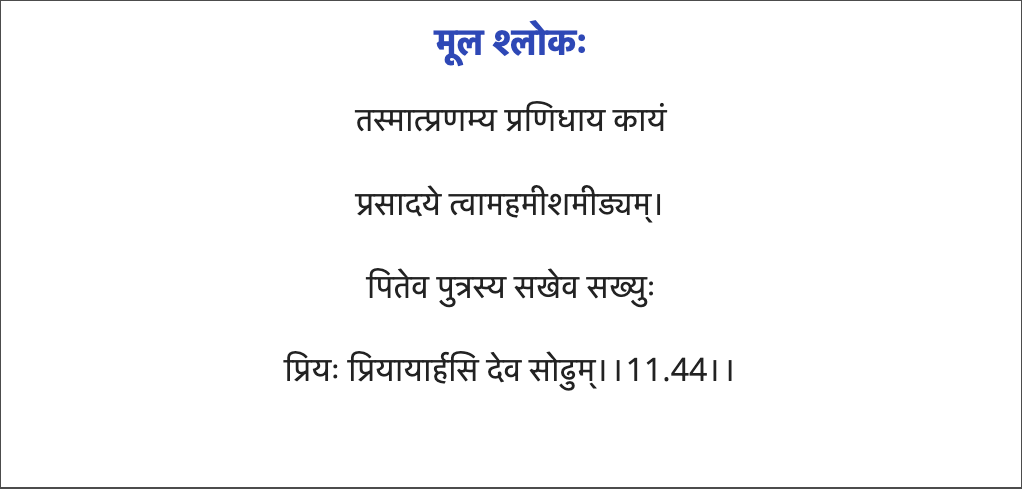 मूल श्लोकः
तस्मात्प्रणम्य प्रणिधाय कायं
प्रसादये त्वामहमीशमीड्यम्।
पितेव पुत्रस्य सखेव सख्युः
प्रियः प्रियायार्हसि देव सोढुम्।।11.44।।